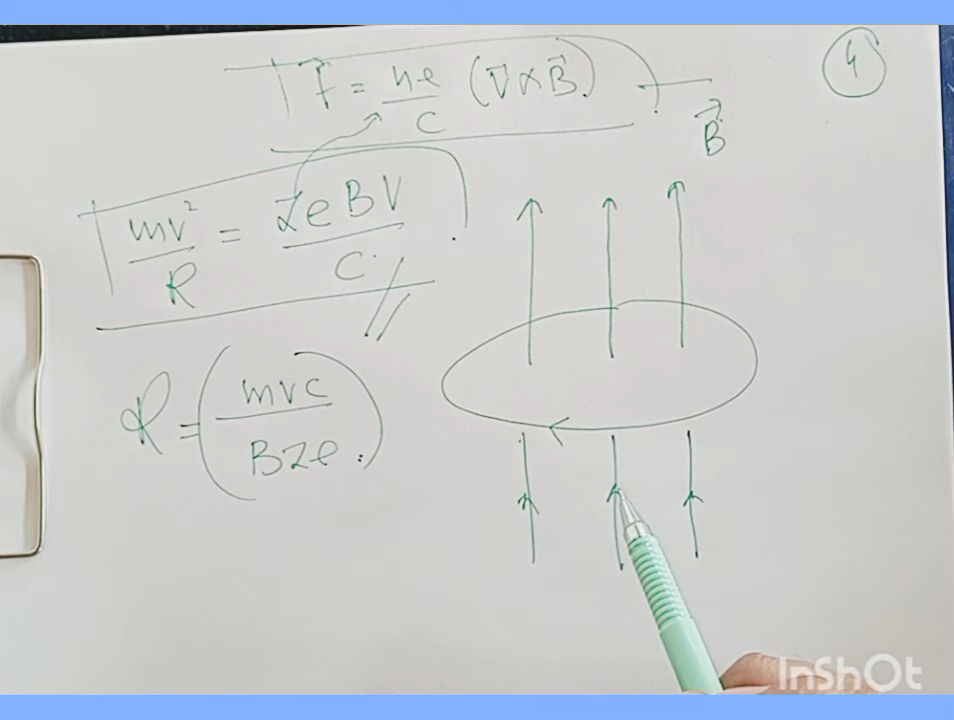 4
F⃗ = ne/c (V⃗ × B⃗)
B⃗
mv²/R = ZeBV/C
R = (mvc/BZe)
InShOt